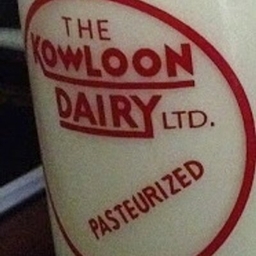 THE
KOWLOON
DAIRY LTD.
PASTEURIZED